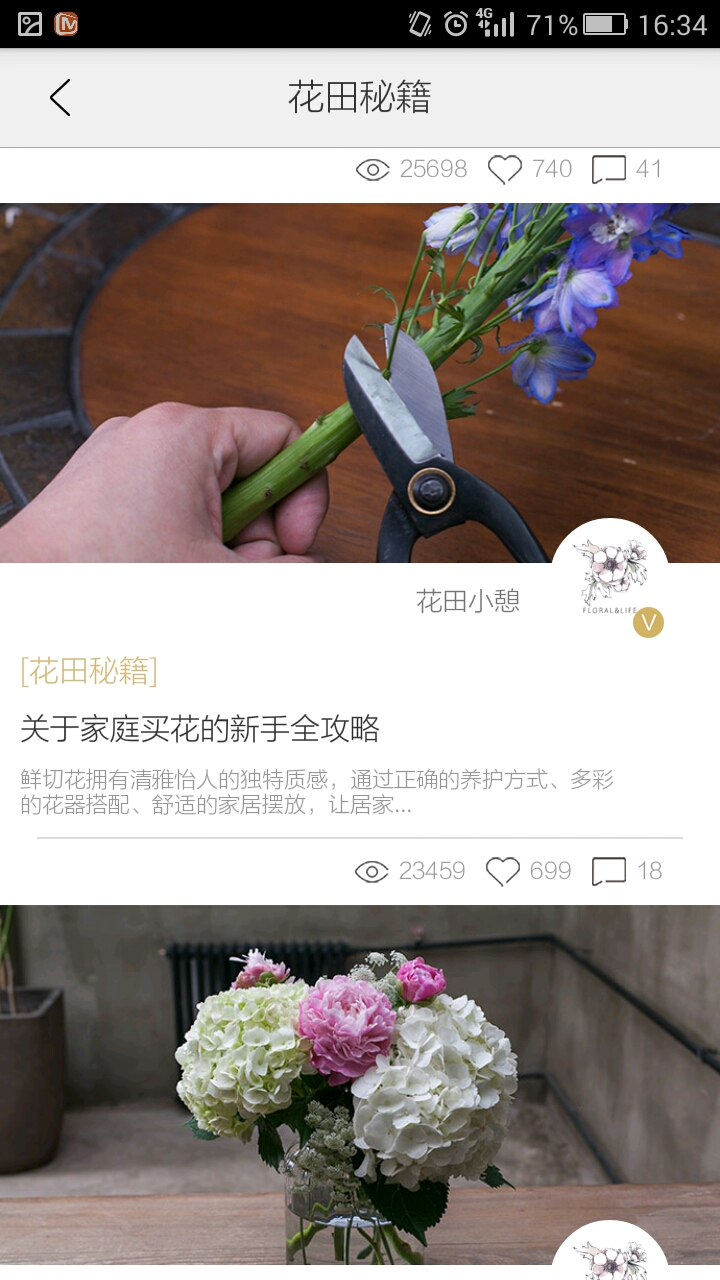 4G 71% 16:34
花田秘籍
25698 740 41
FLORAL&LIFE
花田小憩
V
[花田秘籍]
关于家庭买花的新手全攻略
鲜切花拥有清雅怡人的独特质感，通过正确的养护方式、多彩
的花器搭配、舒适的家居摆放，让居家...
23459 699 18